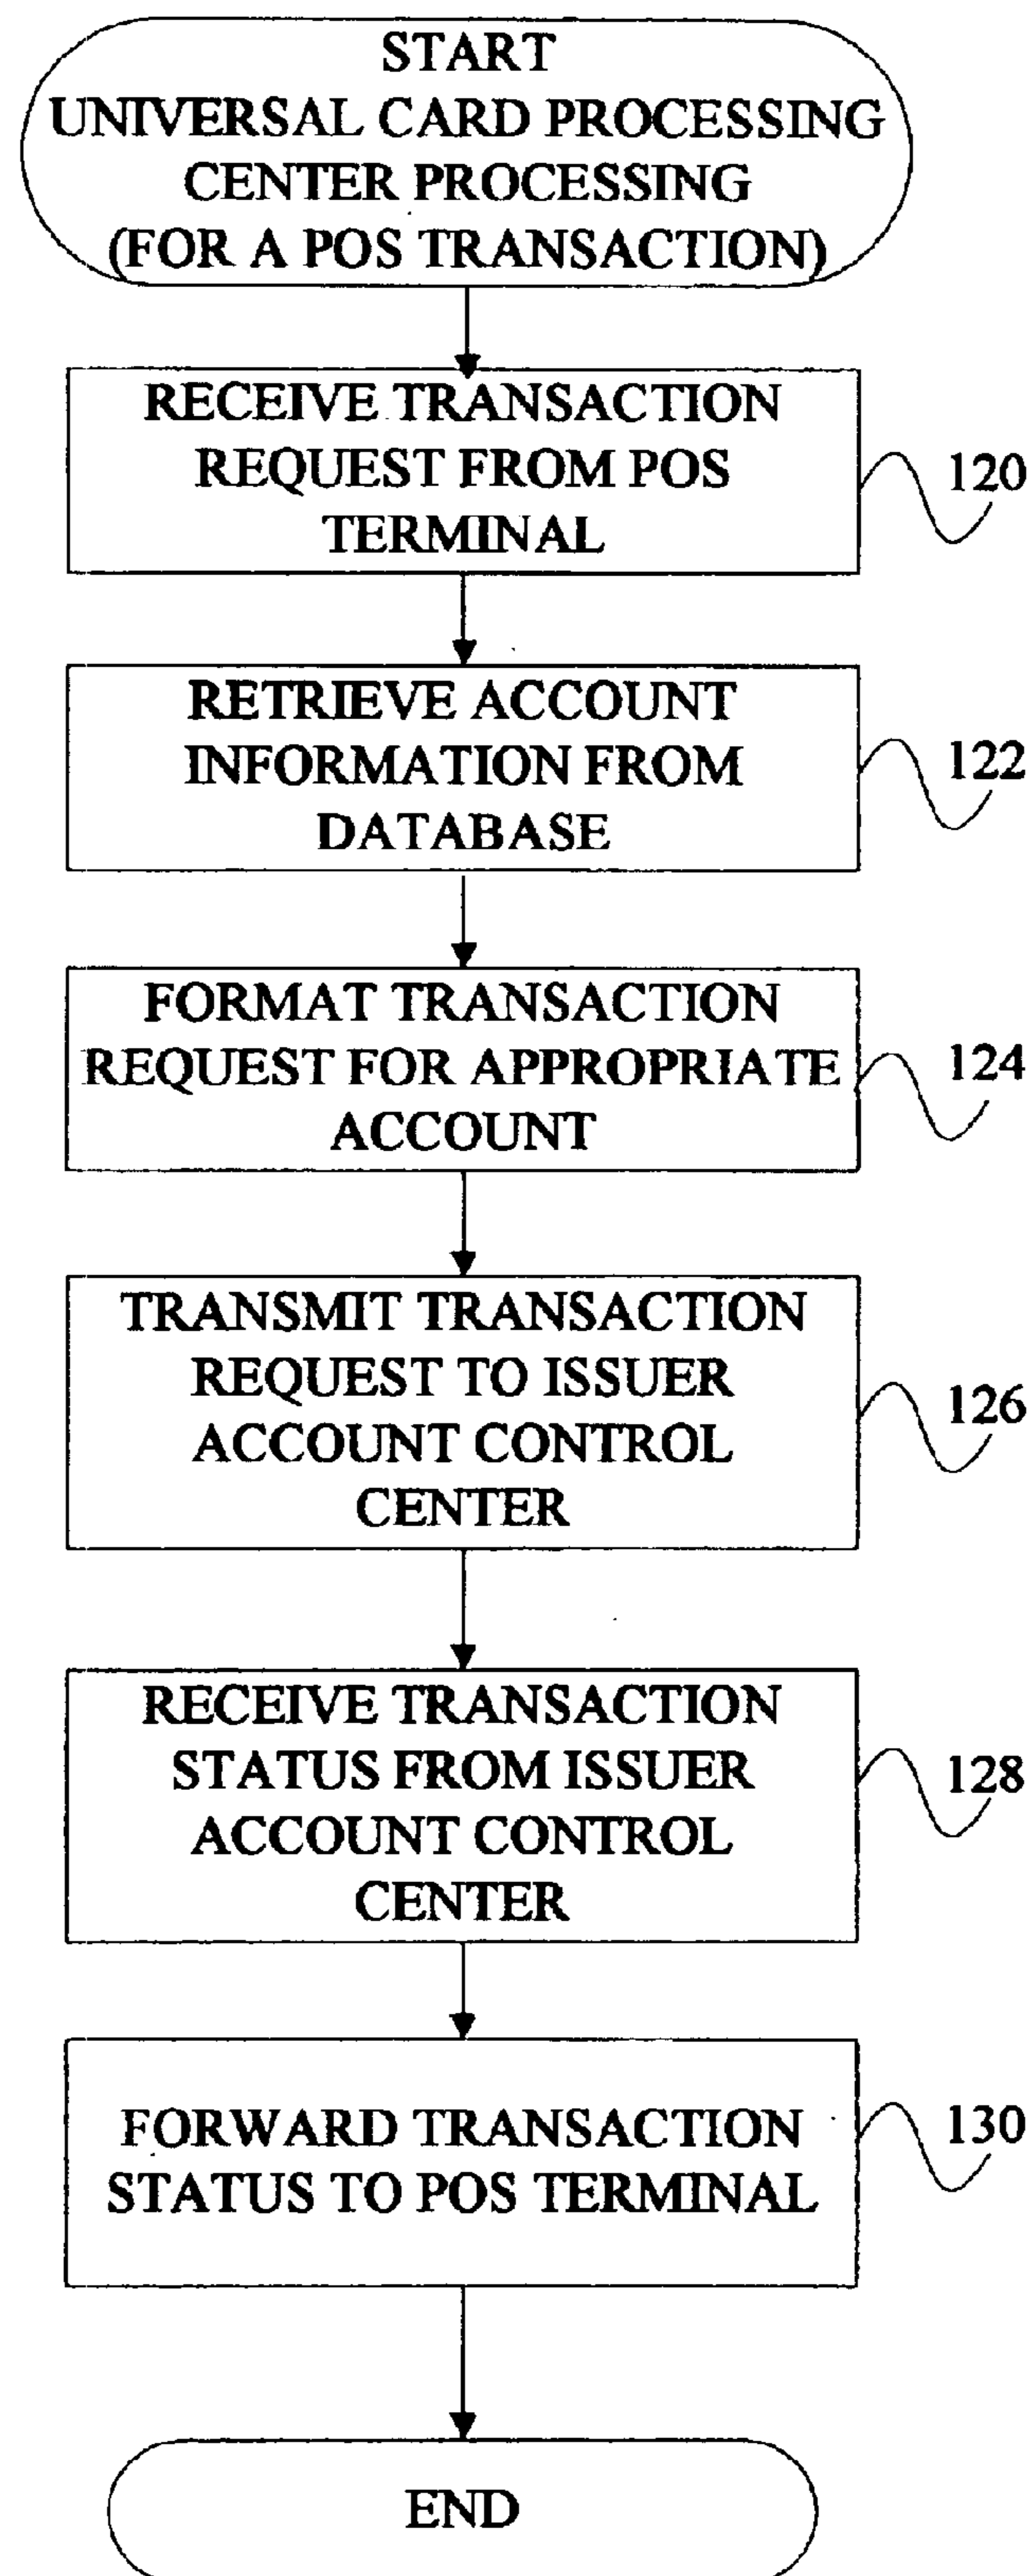 START
UNIVERSAL CARD PROCESSING
CENTER PROCESSING
(FOR A POS TRANSACTION)
RECEIVE TRANSACTION
REQUEST FROM POS
TERMINAL
120
RETRIEVE ACCOUNT
INFORMATION FROM
DATABASE
122
FORMAT TRANSACTION
REQUEST FOR APPROPRIATE
ACCOUNT
124
TRANSMIT TRANSACTION
REQUEST TO ISSUER
ACCOUNT CONTROL
CENTER
126
RECEIVE TRANSACTION
STATUS FROM ISSUER
ACCOUNT CONTROL
CENTER
128
FORWARD TRANSACTION
STATUS TO POS TERMINAL
130
END